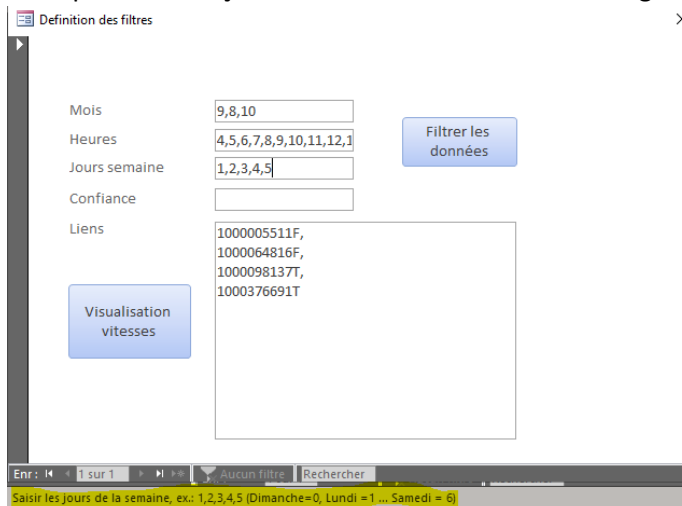 Definition des filtres
Mois
9,8,10
Heures
4,5,6,7,8,9,10,11,12,1
Filtrer les
données
Jours semaine
1,2,3,4,5
Confiance
Liens
1000005511F,
1000064816F,
1000098137T,
1000376691T
Visualisation
vitesses
Enr : 1 sur 1 Aucun filtre Rechercher
Saisir les jours de la semaine, ex.: 1,2,3,4,5 (Dimanche=0, Lundi =1 ... Samedi = 6)